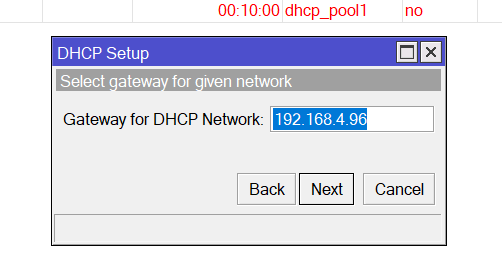 00:10:00 dhcp_pool1 no
DHCP Setup
Select gateway for given network
Gateway for DHCP Network: 192.168.4.96
Back Next Cancel